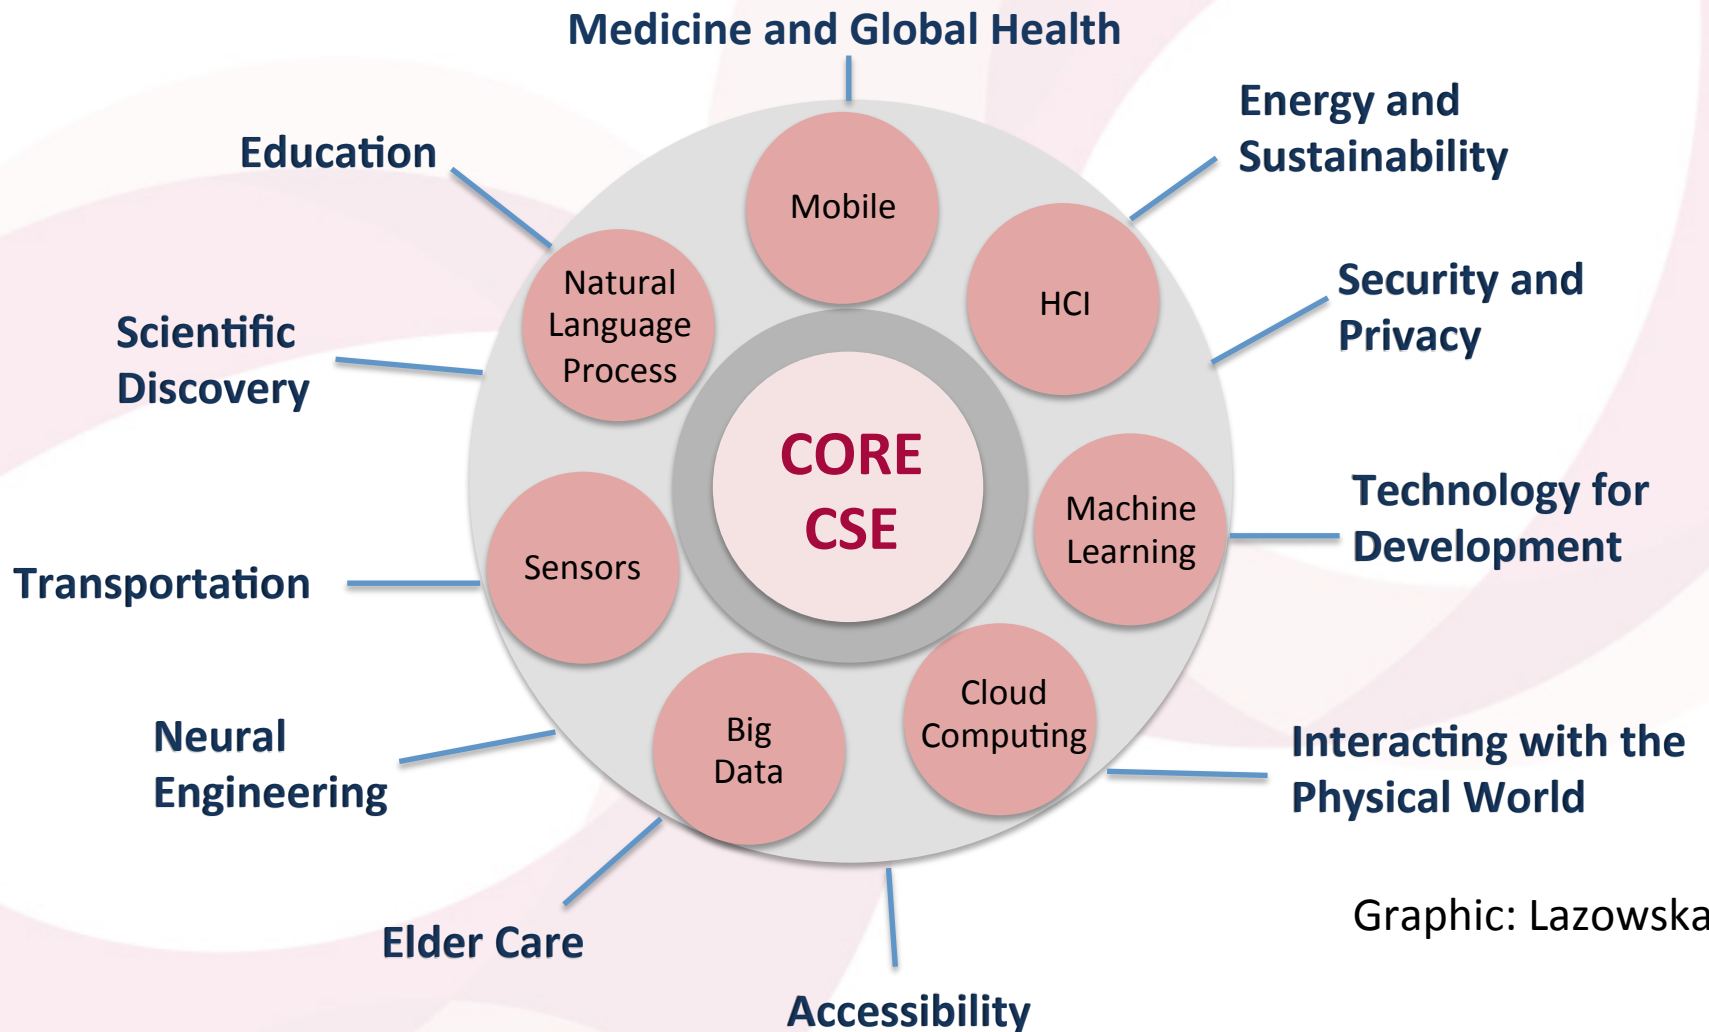 Medicine and Global Health
Energy and
Sustainability
Education
Mobile
Security and
Privacy
HCI
Natural
Language
Process
Scientific
Discovery
CORE
CSE
Technology for
Development
Machine
Learning
Sensors
Transportation
Cloud
Computing
Big
Data
Neural
Engineering
Interacting with the
Physical World
Elder Care
Graphic: Lazowska
Accessibility